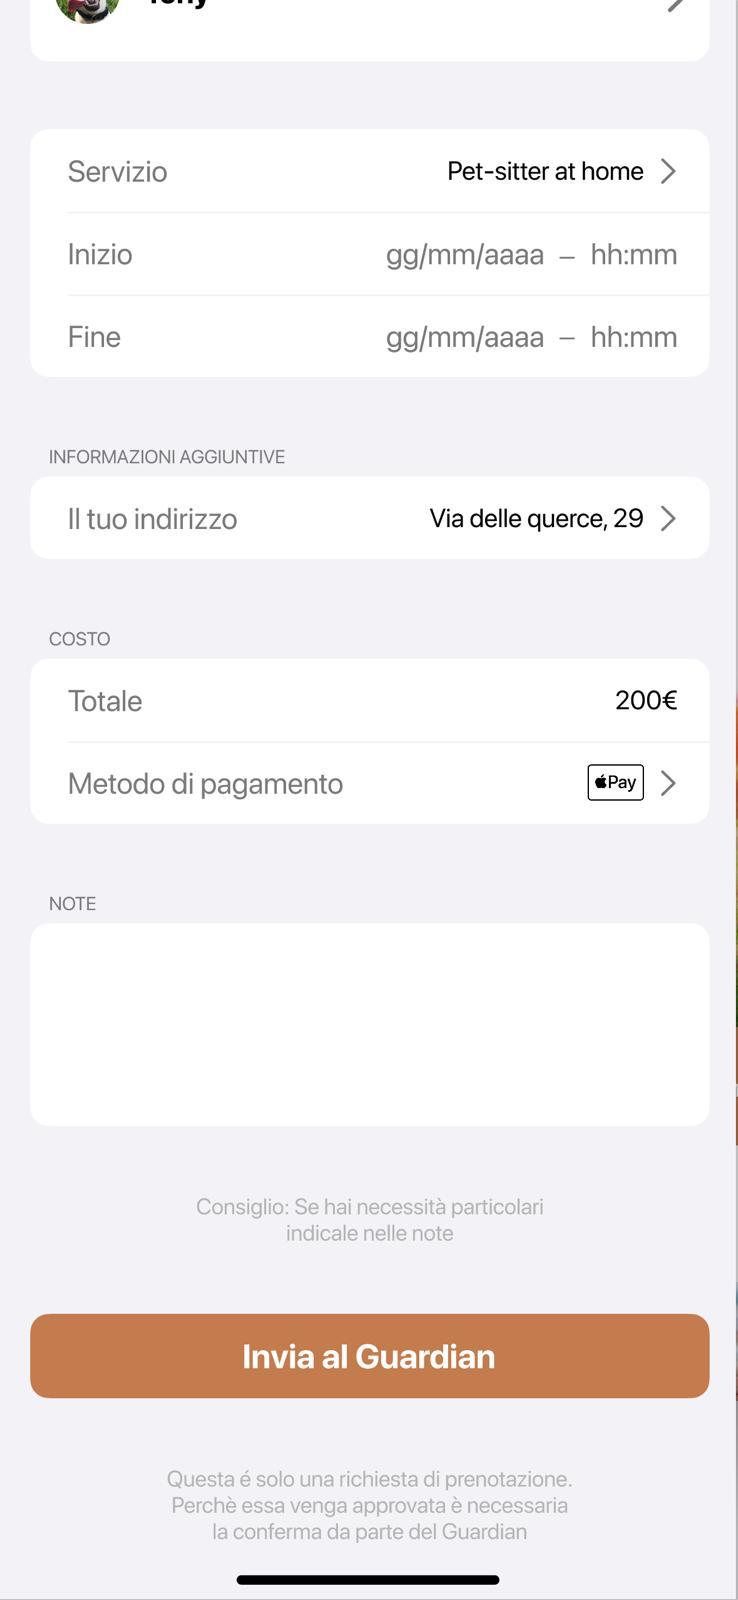 Servizio Pet-sitter at home
Inizio gg/mm/aaaa – hh:mm
Fine gg/mm/aaaa – hh:mm
INFORMAZIONI AGGIUNTIVE
Il tuo indirizzo Via delle querce, 29
COSTO
Totale 200€
Metodo di pagamento Pay
NOTE
Consiglio: Se hai necessità particolari
indicale nelle note
Invia al Guardian
Questa é solo una richiesta di prenotazione.
Perchè essa venga approvata è necessaria
la conferma da parte del Guardian